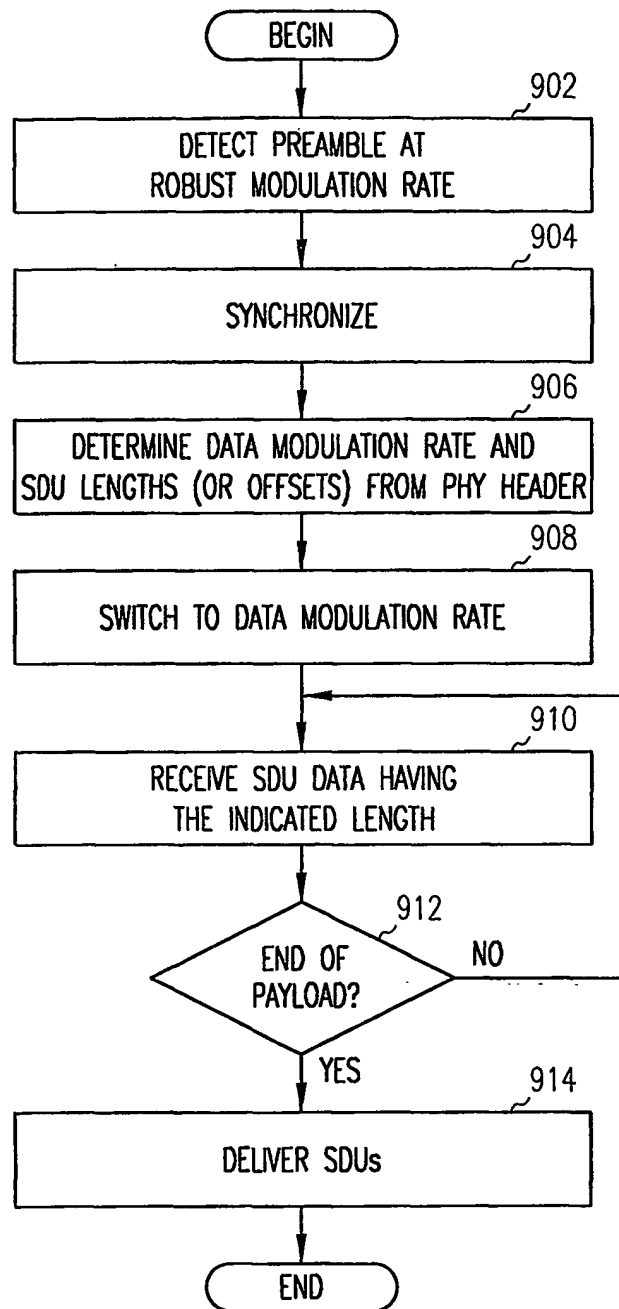 BEGIN
902
DETECT PREAMBLE AT
ROBUST MODULATION RATE
904
SYNCHRONIZE
906
DETERMINE DATA MODULATION RATE AND
SDU LENGTHS (OR OFFSETS) FROM PHY HEADER
908
SWITCH TO DATA MODULATION RATE
910
RECEIVE SDU DATA HAVING
THE INDICATED LENGTH
912
END OF
PAYLOAD?
NO
YES
914
DELIVER SDUs
END